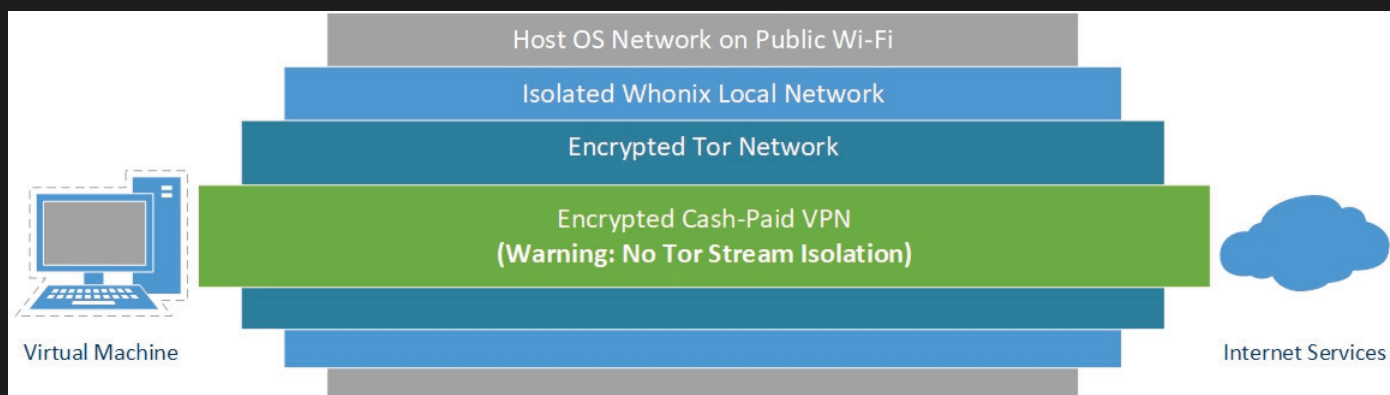 Host OS Network on Public Wi-Fi
Isolated Whonix Local Network
Encrypted Tor Network
Encrypted Cash-Paid VPN
(Warning: No Tor Stream Isolation)
Virtual Machine
Internet Services